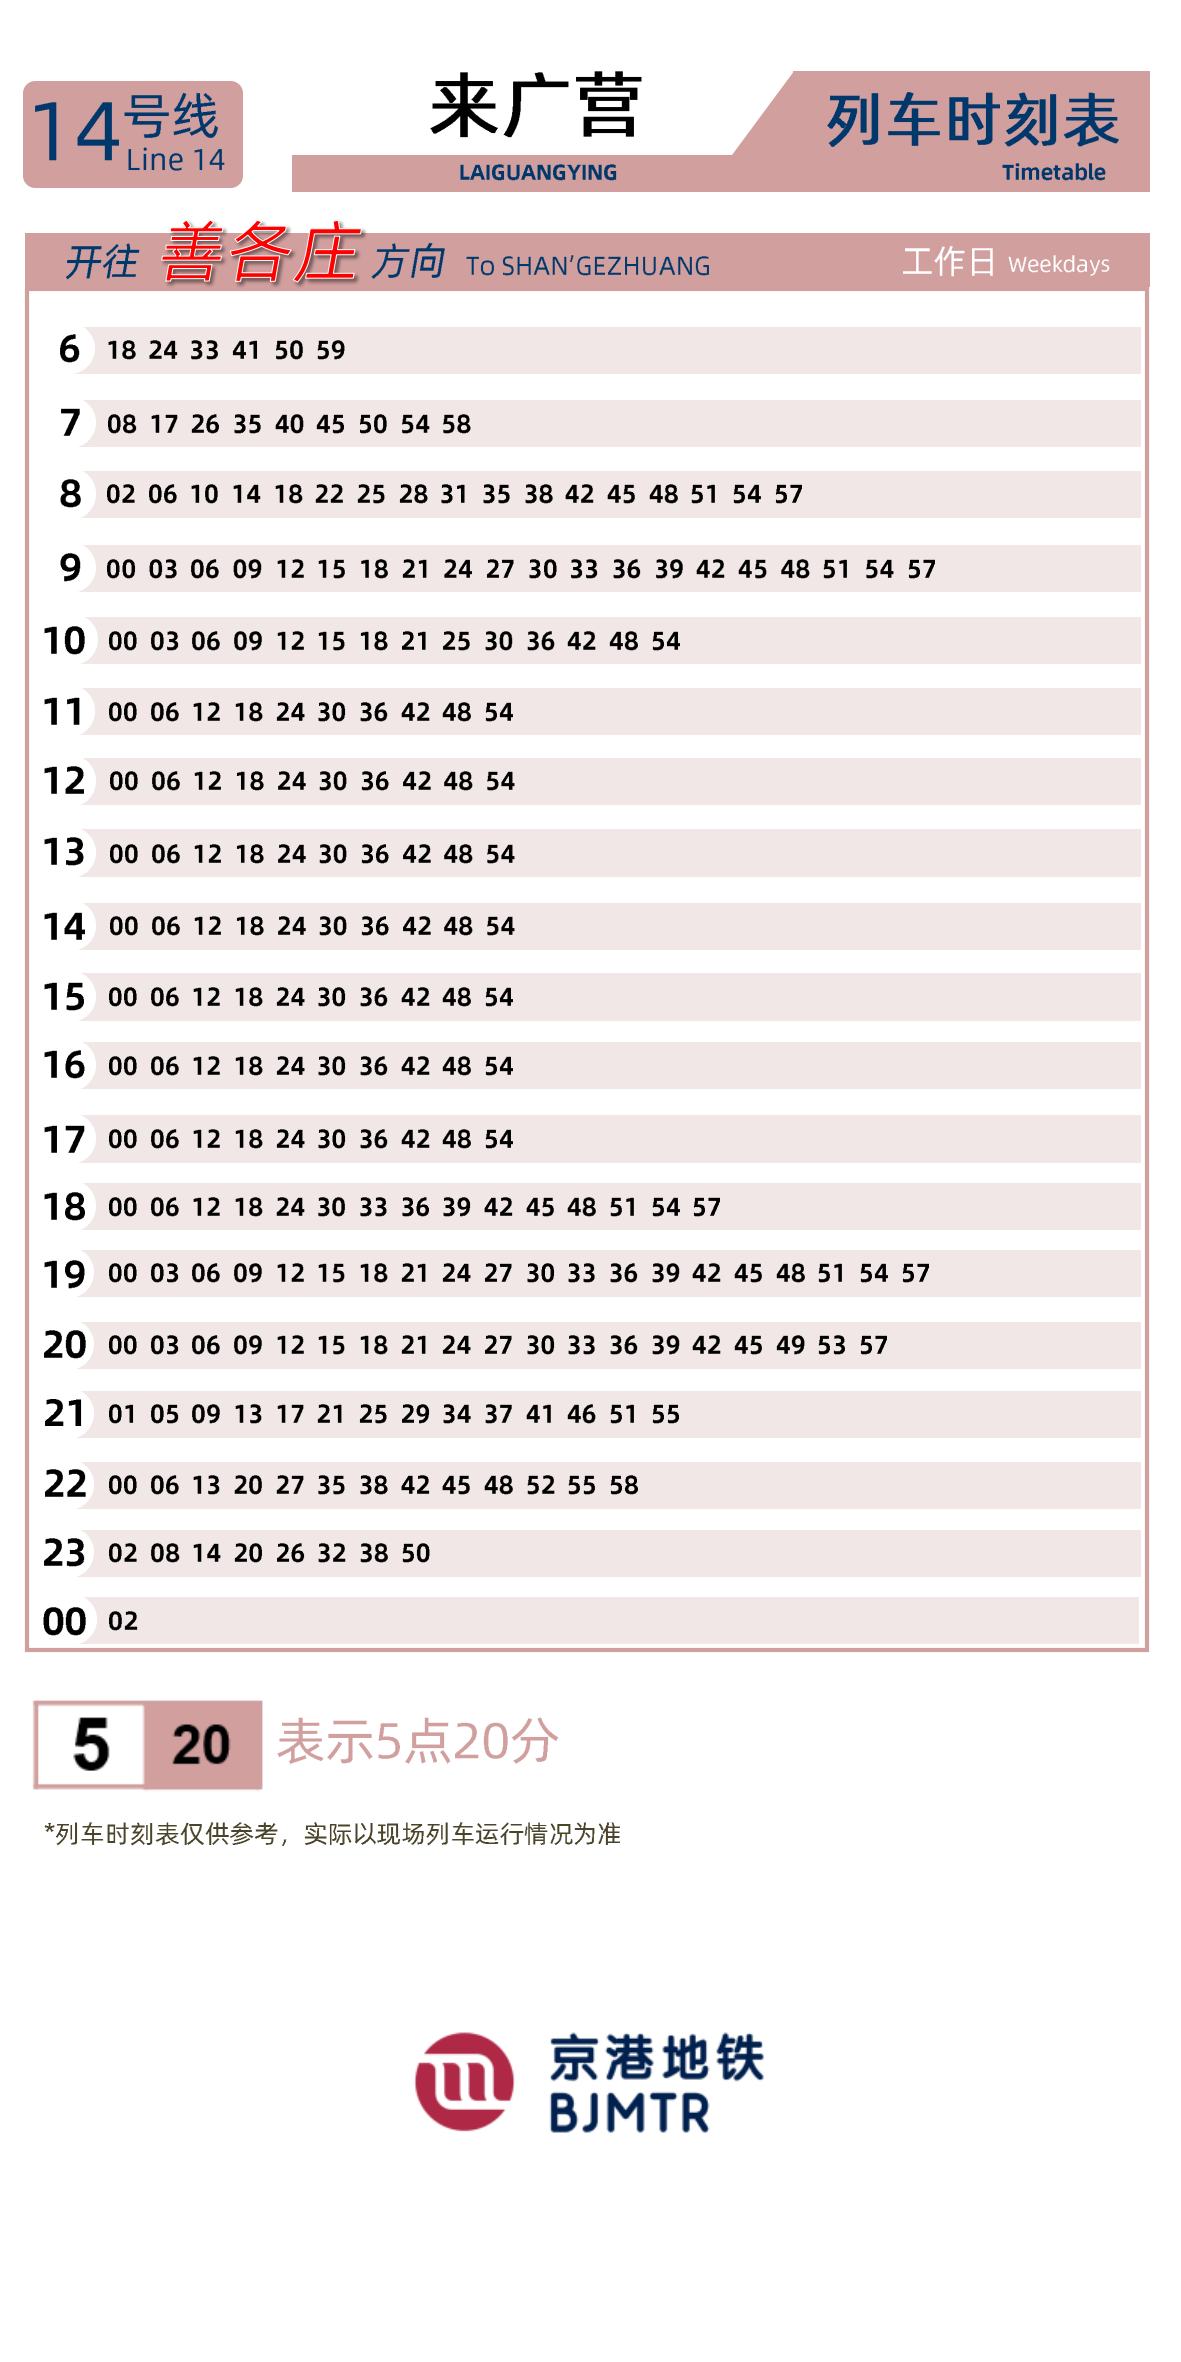 14号线
Line 14
来广营
LAIGUANGYING
列车时刻表
Timetable
开往 善各庄 方向 To SHAN’GEZHUANG 工作日 Weekdays
6 18 24 33 41 50 59
7 08 17 26 35 40 45 50 54 58
8 02 06 10 14 18 22 25 28 31 35 38 42 45 48 51 54 57
9 00 03 06 09 12 15 18 21 24 27 30 33 36 39 42 45 48 51 54 57
10 00 03 06 09 12 15 18 21 25 30 36 42 48 54
11 00 06 12 18 24 30 36 42 48 54
12 00 06 12 18 24 30 36 42 48 54
13 00 06 12 18 24 30 36 42 48 54
14 00 06 12 18 24 30 36 42 48 54
15 00 06 12 18 24 30 36 42 48 54
16 00 06 12 18 24 30 36 42 48 54
17 00 06 12 18 24 30 36 42 48 54
18 00 06 12 18 24 30 33 36 39 42 45 48 51 54 57
19 00 03 06 09 12 15 18 21 24 27 30 33 36 39 42 45 48 51 54 57
20 00 03 06 09 12 15 18 21 24 27 30 33 36 39 42 45 49 53 57
21 01 05 09 13 17 21 25 29 34 37 41 46 51 55
22 00 06 13 20 27 35 38 42 45 48 52 55 58
23 02 08 14 20 26 32 38 50
00 02
5 20 表示5点20分
*列车时刻表仅供参考，实际以现场列车运行情况为准
京港地铁
BJMTR